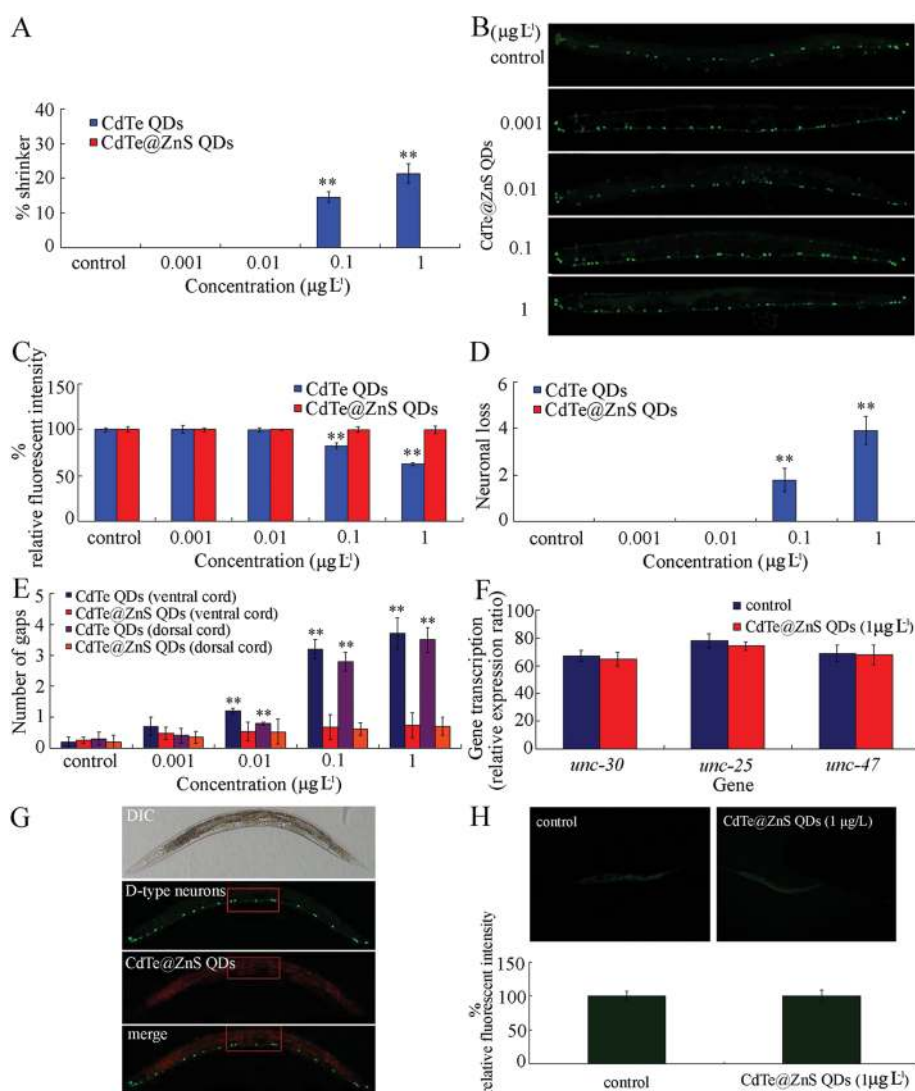 A
CdTe QDs
CdTe@ZnS QDs
% shrinker
40
30
20
10
0
**
**
control 0.001 0.01 0.1 1
Concentration (µg L⁻¹)
B
(µg L⁻¹)
control
0.001
0.01
0.1
1
CdTe@ZnS QDs
C
CdTe QDs
CdTe@ZnS QDs
%
relative fluorescent intensity
150
100
50
0
**
**
control 0.001 0.01 0.1 1
Concentration (µg L⁻¹)
D
CdTe QDs
CdTe@ZnS QDs
Neuronal loss
6
4
2
0
**
**
control 0.001 0.01 0.1 1
Concentration (µg L⁻¹)
E
CdTe QDs (ventral cord)
CdTe@ZnS QDs (ventral cord)
CdTe QDs (dorsal cord)
CdTe@ZnS QDs (dorsal cord)
Number of gaps
5
4
3
2
1
0
** ** ** ** ** **
control 0.001 0.01 0.1 1
Concentration (µg L⁻¹)
F
control
CdTe@ZnS QDs (1µg L⁻¹)
Gene transcription
(relative expression ratio)
100
80
60
40
20
0
unc-30 unc-25 unc-47
Gene
G
DIC
D-type neurons
CdTe@ZnS QDs
merge
H
control
CdTe@ZnS QDs (1 µg/L)
%
relative fluorescent intensity
150
100
50
0
control CdTe@ZnS QDs (1µg L⁻¹)